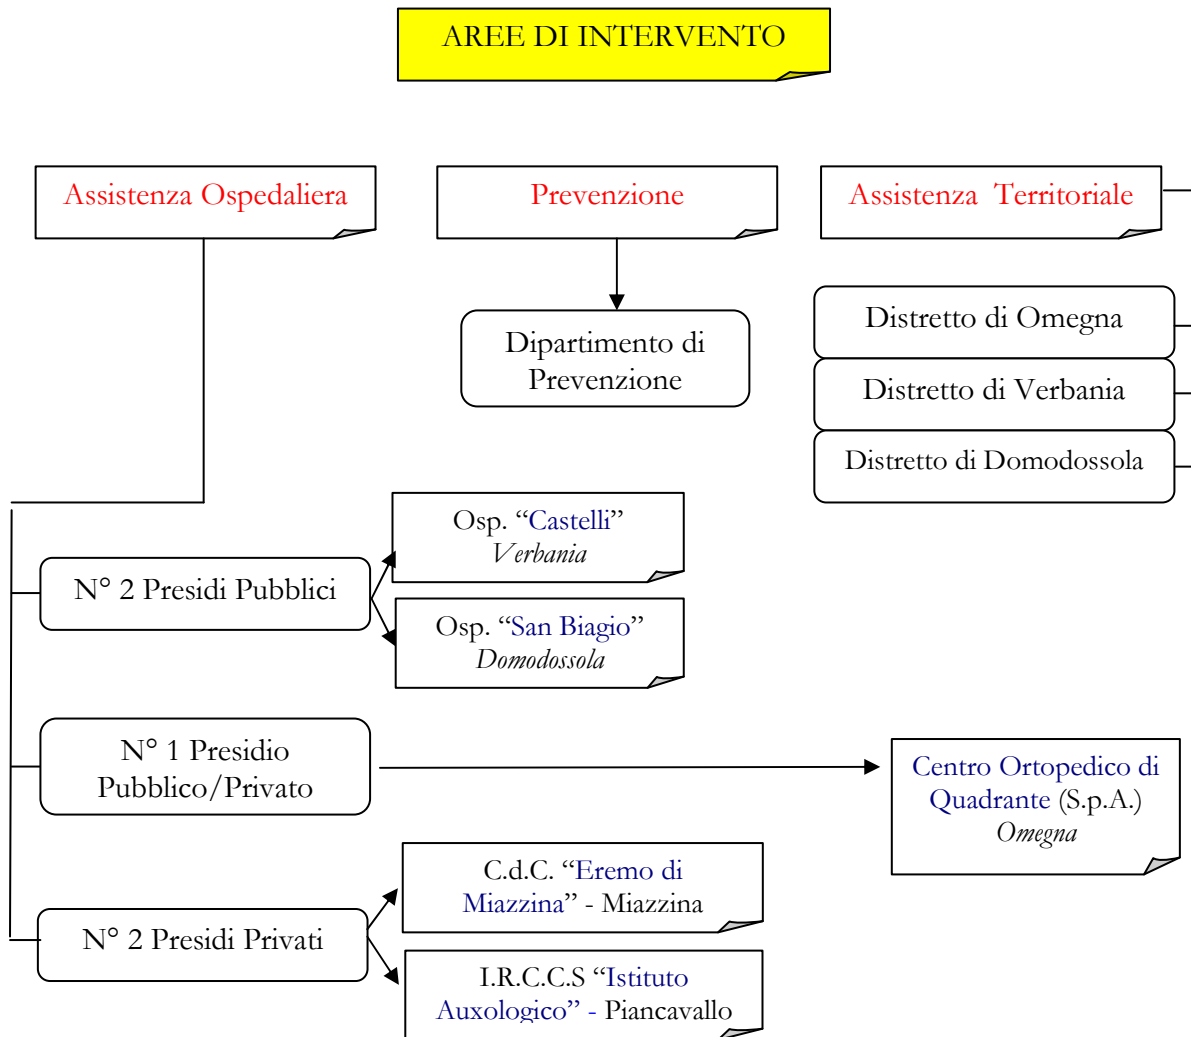 AREE DI INTERVENTO
Assistenza Ospedaliera
Prevenzione
Assistenza Territoriale
Dipartimento di
Prevenzione
Distretto di Omegna
Distretto di Verbania
Distretto di Domodossola
N° 2 Presidi Pubblici
Osp. “Castelli”
Verbania
Osp. “San Biagio”
Domodossola
N° 1 Presidio
Pubblico/Privato
Centro Ortopedico di
Quadrante (S.p.A.)
Omegna
N° 2 Presidi Privati
C.d.C. “Eremo di
Miazzina” - Miazzina
I.R.C.C.S “Istituto
Auxologico” - Piancavallo